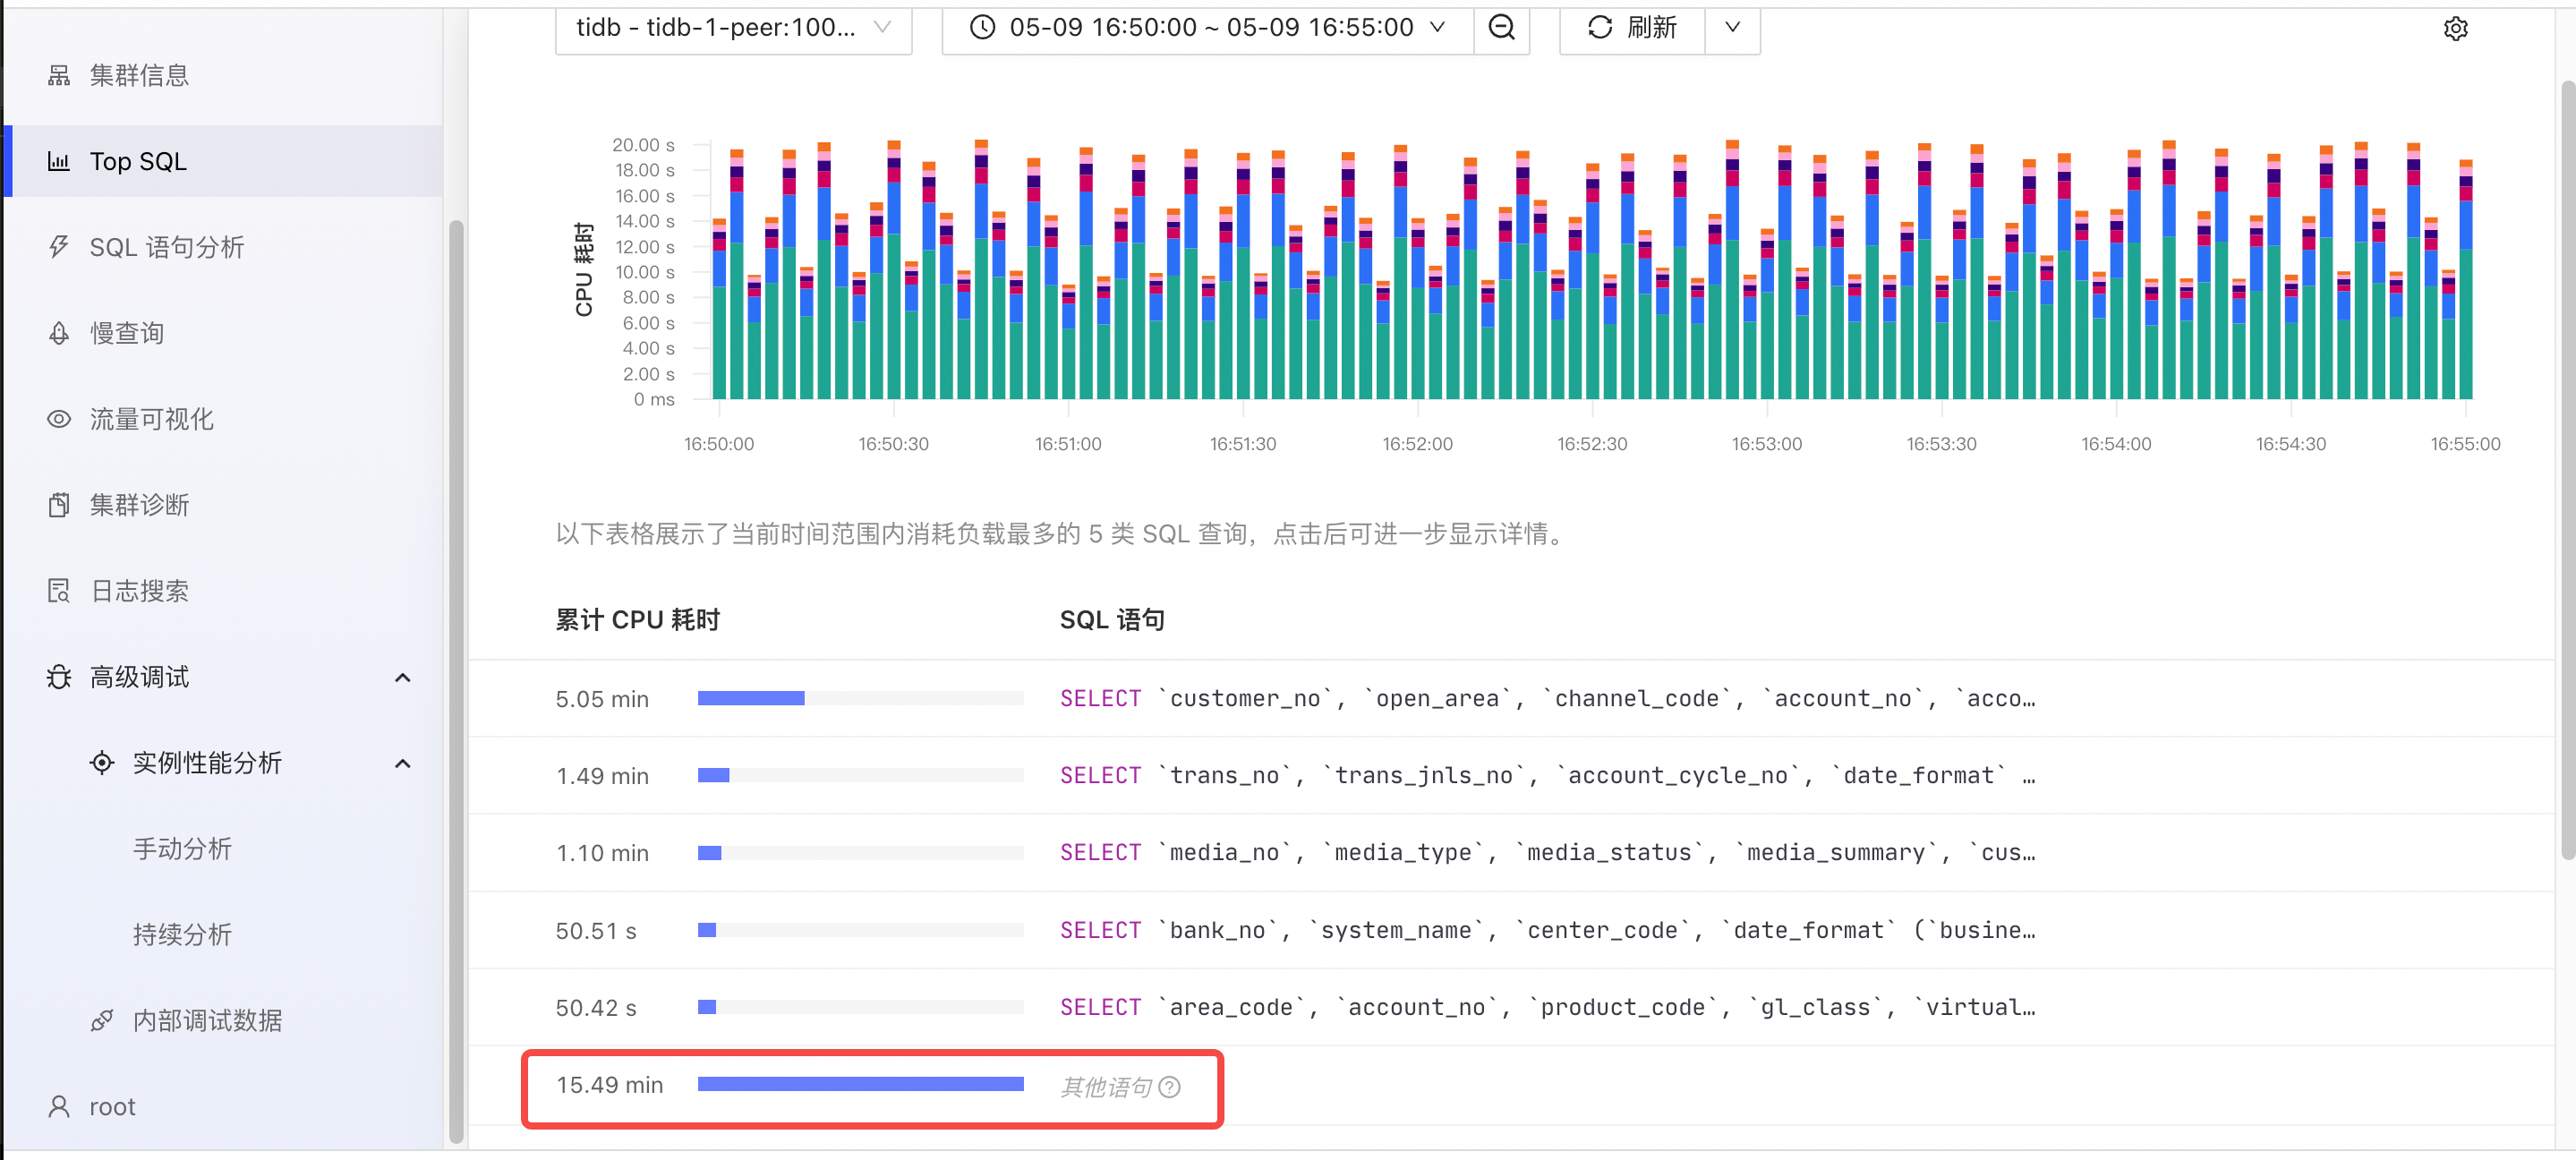 tidb - tidb-1-peer:100...
05-09 16:50:00 ~ 05-09 16:55:00
刷新
集群信息
Top SQL
SQL 语句分析
慢查询
流量可视化
集群诊断
日志搜索
高级调试
实例性能分析
手动分析
持续分析
内部调试数据
root
CPU 耗时
20.00 s
18.00 s
16.00 s
14.00 s
12.00 s
10.00 s
8.00 s
6.00 s
4.00 s
2.00 s
0 ms
16:50:00 16:50:30 16:51:00 16:51:30 16:52:00 16:52:30 16:53:00 16:53:30 16:54:00 16:54:30 16:55:00
以下表格展示了当前时间范围内消耗负载最多的 5 类 SQL 查询，点击后可进一步显示详情。
累计 CPU 耗时 SQL 语句
5.05 min SELECT `customer_no`, `open_area`, `channel_code`, `account_no`, `acco…
1.49 min SELECT `trans_no`, `trans_jnls_no`, `account_cycle_no`, `date_format` …
1.10 min SELECT `media_no`, `media_type`, `media_status`, `media_summary`, `cus…
50.51 s SELECT `bank_no`, `system_name`, `center_code`, `date_format` (`busine…
50.42 s SELECT `area_code`, `account_no`, `product_code`, `gl_class`, `virtual…
15.49 min 其他语句